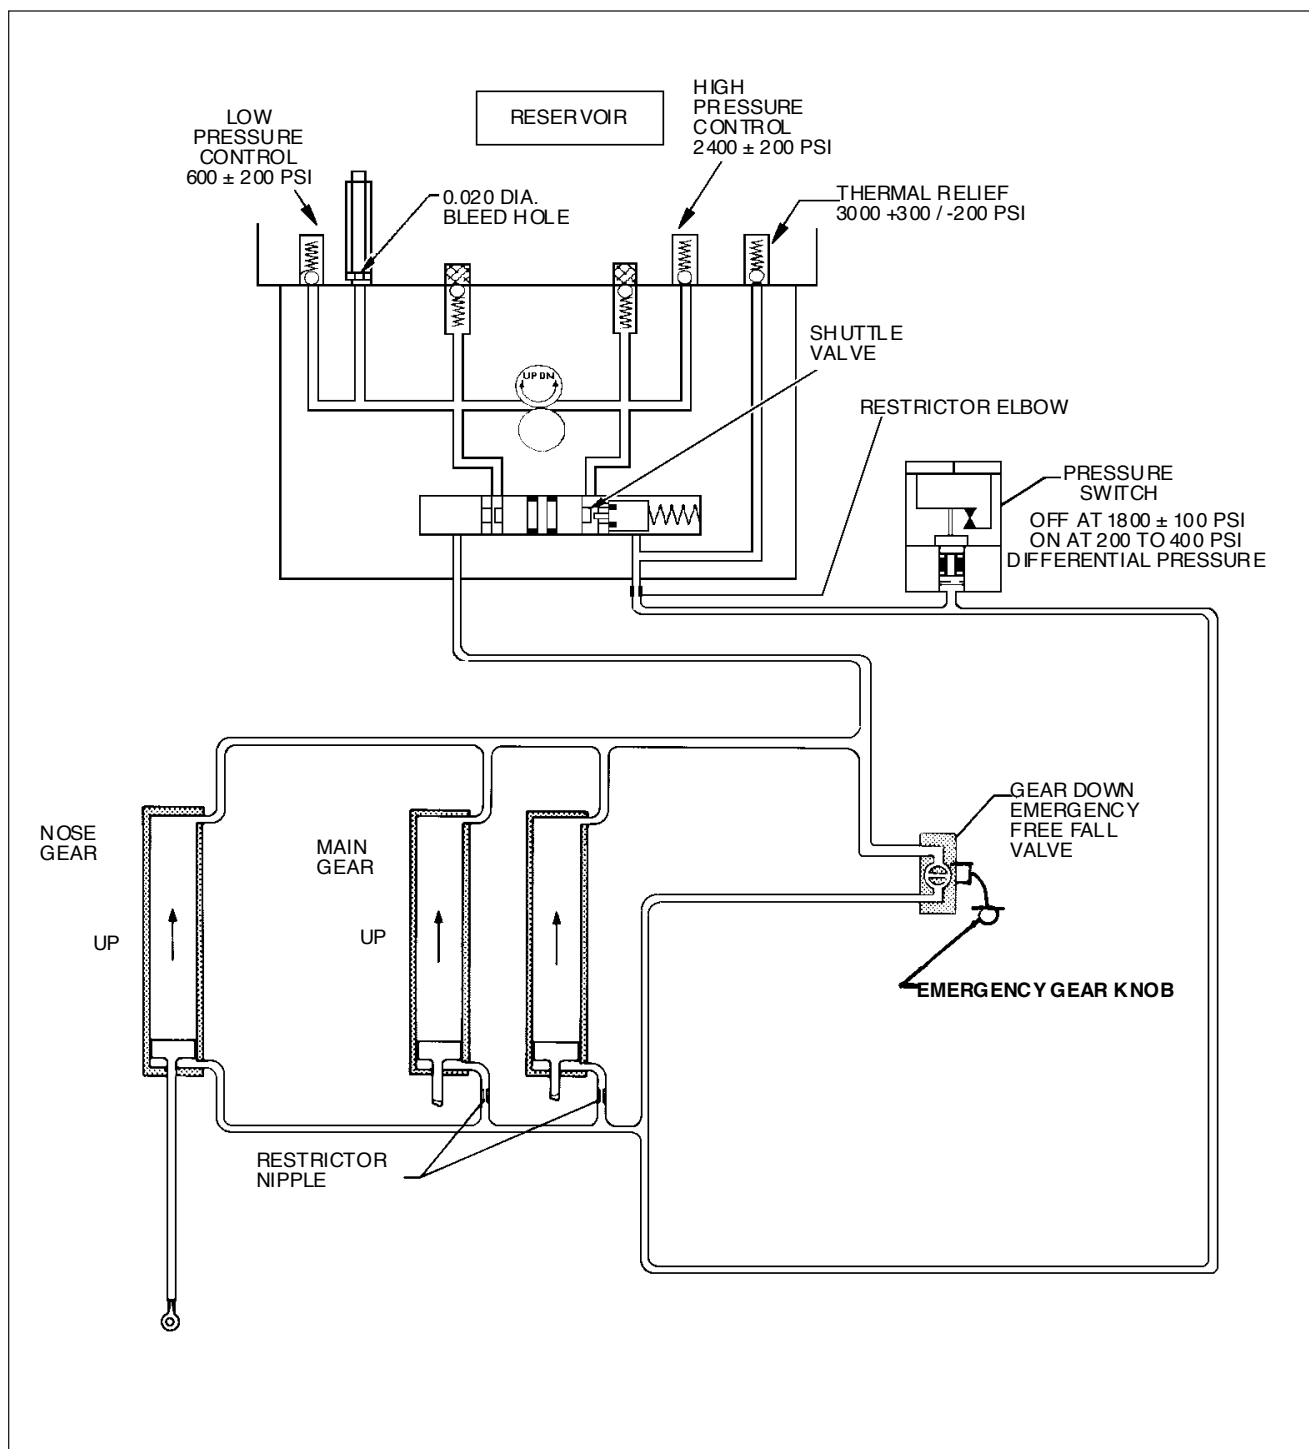 LOW
PRESSURE
CONTROL
600 ± 200 PSI
RESERVOIR
HIGH
PRESSURE
CONTROL
2400 ± 200 PSI
0.020 DIA.
BLEED HOLE
THERMAL RELIEF
3000 +300 / -200 PSI
UP DN
SHUTTLE
VALVE
RESTRICTOR ELBOW
PRESSURE
SWITCH
OFF AT 1800 ± 100 PSI
ON AT 200 TO 400 PSI
DIFFERENTIAL PRESSURE
NOSE
GEAR
UP
MAIN
GEAR
UP
GEAR DOWN
EMERGENCY
FREE FALL
VALVE
EMERGENCY GEAR KNOB
RESTRICTOR
NIPPLE